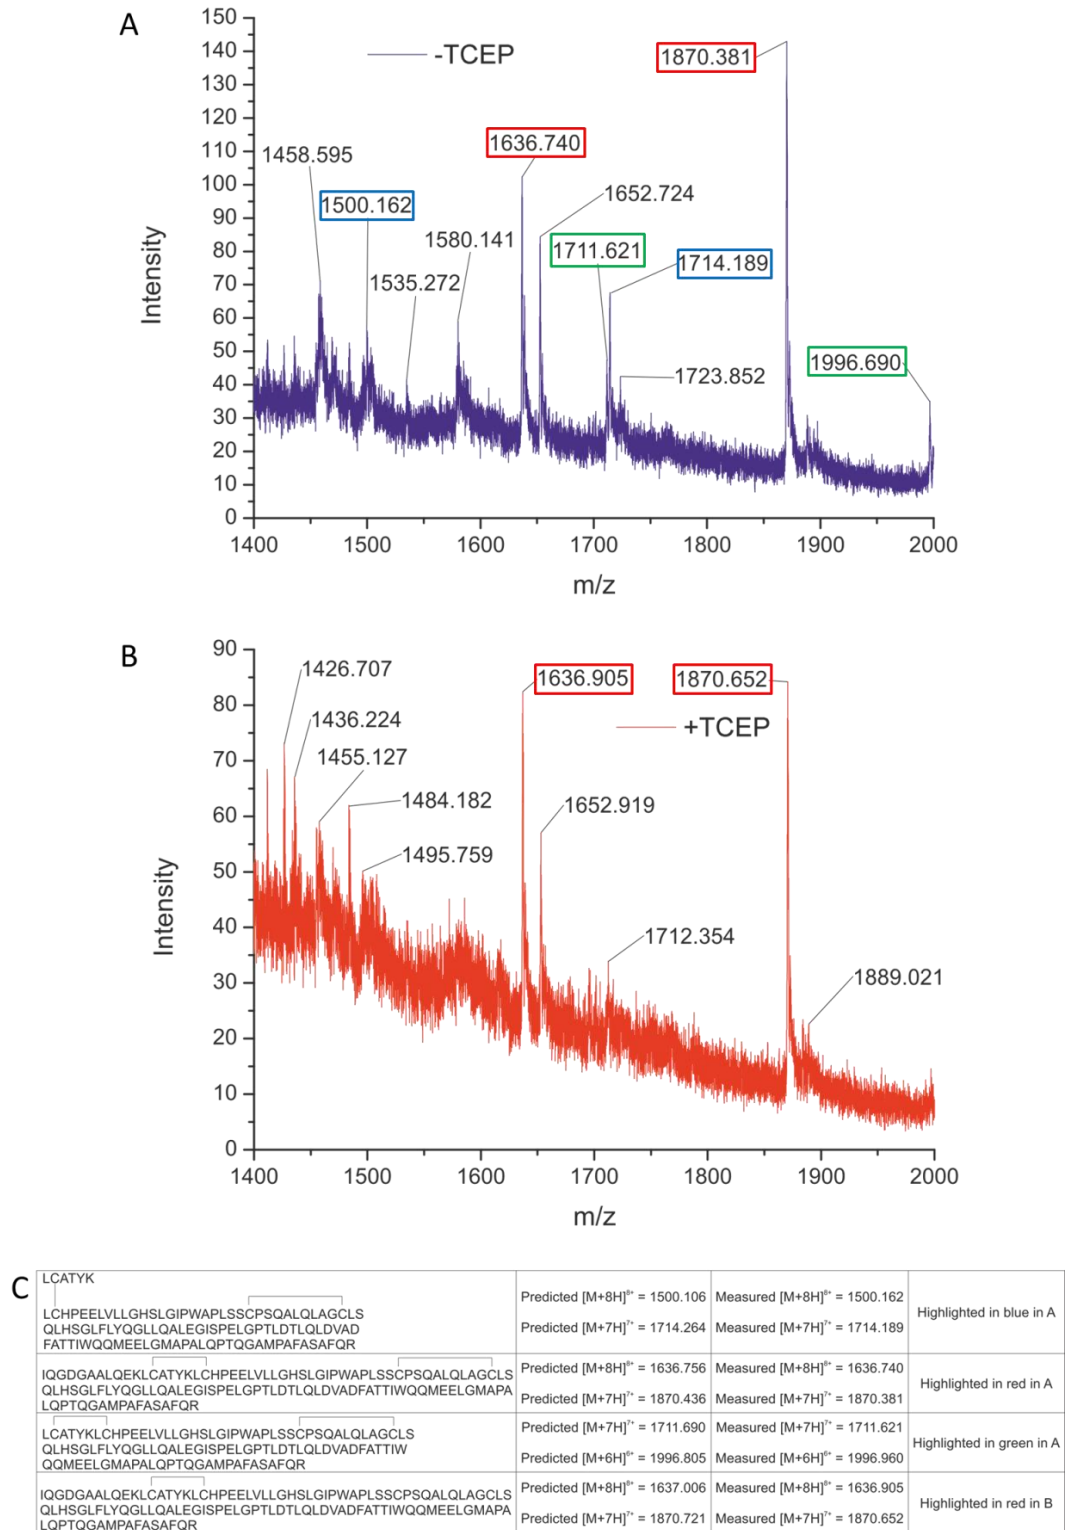 A
150
140
130
120
110
100
90
80
70
60
50
40
30
20
10
0
Intensity
-TCEP
1870.381
1636.740
1458.595
1500.162
1652.724
1580.141
1711.621
1714.189
1535.272
1996.690
1723.852
1400
1500
1600
1700
1800
1900
2000
m/z
B
90
80
70
60
50
40
30
20
10
0
Intensity
1426.707
1636.905
1870.652
1436.224
+TCEP
1455.127
1484.182
1652.919
1495.759
1712.354
1889.021
1400
1500
1600
1700
1800
1900
2000
m/z
C
LCATYK
LCHPEELVLLGHSLGIPWAPLSSCPSQALQLAGCLS
QLHSGLFLYQGLLQALEGISPELGPTLDTLQLDVAD
FATTIWQQMEELGMAPALQPTQGAMPAFASAFQR
Predicted [M+8H]⁸⁺ = 1500.106
Predicted [M+7H]⁷⁺ = 1714.264
Measured [M+8H]⁸⁺ = 1500.162
Measured [M+7H]⁷⁺ = 1714.189
Highlighted in blue in A
IQGDGAALQEKLCATYKLCHPEELVLLGHSLGIPWAPLSSCPSQALQLAGCLS
QLHSGLFLYQGLLQALEGISPELGPTLDTLQLDVADFATTIWQQMEELGMAPA
LQPTQGAMPAFASAFQR
Predicted [M+8H]⁸⁺ = 1636.756
Predicted [M+7H]⁷⁺ = 1870.436
Measured [M+8H]⁸⁺ = 1636.740
Measured [M+7H]⁷⁺ = 1870.381
Highlighted in red in A
LCATYKLCHPEELVLLGHSLGIPWAPLSSCPSQALQLAGCLS
QLHSGLFLYQGLLQALEGISPELGPTLDTLQLDVADFATTIW
QQMEELGMAPALQPTQGAMPAFASAFQR
Predicted [M+7H]⁷⁺ = 1711.690
Predicted [M+6H]⁶⁺ = 1996.805
Measured [M+7H]⁷⁺ = 1711.621
Measured [M+6H]⁶⁺ = 1996.960
Highlighted in green in A
IQGDGAALQEKLCATYKLCHPEELVLLGHSLGIPWAPLSSCPSQALQLAGCLS
QLHSGLFLYQGLLQALEGISPELGPTLDTLQLDVADFATTIWQQMEELGMAPA
LQPTQGAMPAFASAFQR
Predicted [M+8H]⁸⁺ = 1637.006
Predicted [M+7H]⁷⁺ = 1870.721
Measured [M+8H]⁸⁺ = 1636.905
Measured [M+7H]⁷⁺ = 1870.652
Highlighted in red in B